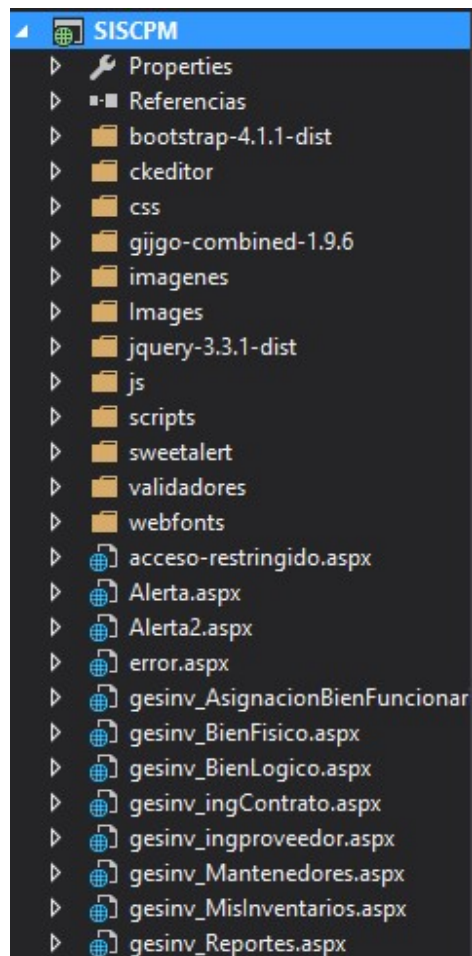 SISCPM
Properties
Referencias
bootstrap-4.1.1-dist
ckeditor
css
gijgo-combined-1.9.6
imagenes
Images
jquery-3.3.1-dist
js
scripts
sweetalert
validadores
webfonts
acceso-restringido.aspx
Alerta.aspx
Alerta2.aspx
error.aspx
gesinv_AsignacionBienFuncionar
gesinv_BienFisico.aspx
gesinv_BienLogico.aspx
gesinv_ingContrato.aspx
gesinv_ingproveedor.aspx
gesinv_Mantenedores.aspx
gesinv_MisInventarios.aspx
gesinv_Reportes.aspx